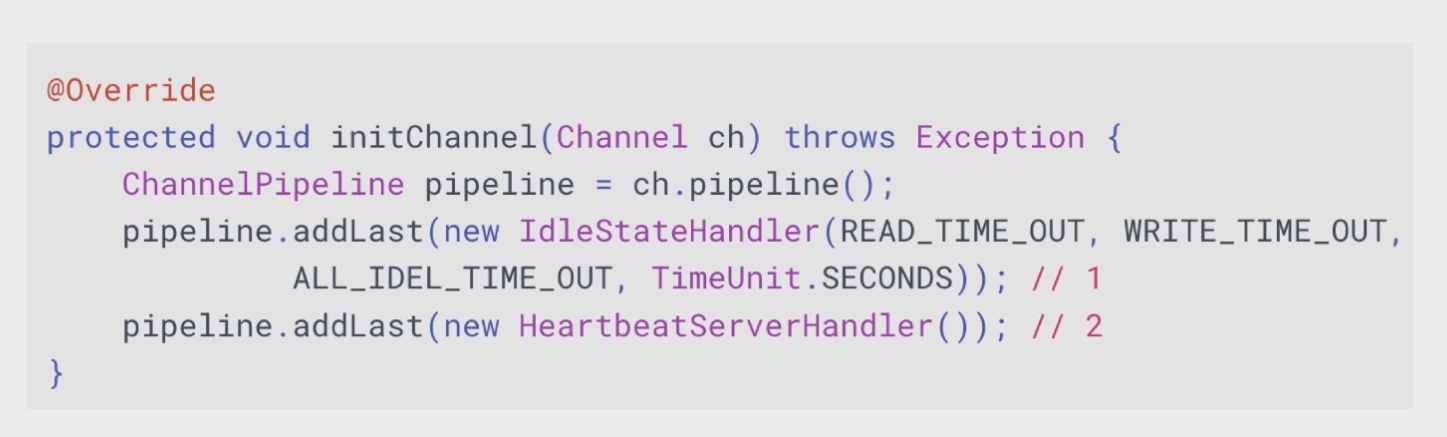 @Override
protected void initChannel(Channel ch) throws Exception {
    ChannelPipeline pipeline = ch.pipeline();
    pipeline.addLast(new IdleStateHandler(READ_TIME_OUT, WRITE_TIME_OUT,
            ALL_IDEL_TIME_OUT, TimeUnit.SECONDS)); // 1
    pipeline.addLast(new HeartbeatServerHandler()); // 2
}